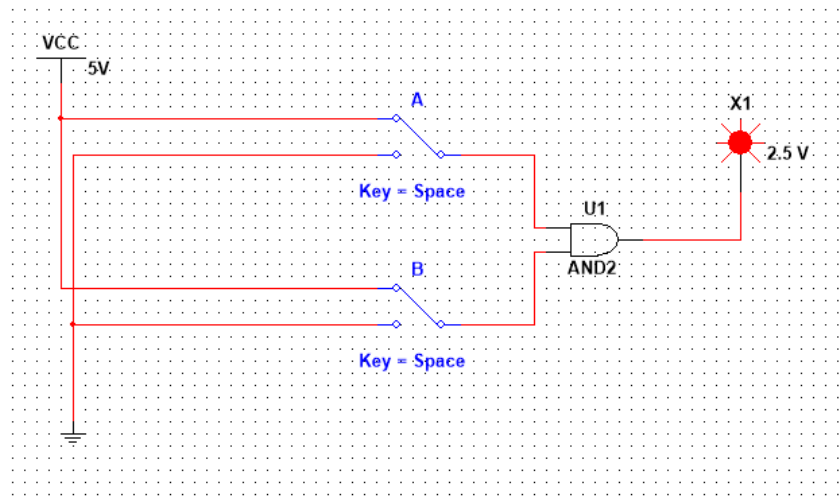 VCC
5V
A
X1
2.5 V
Key = Space
U1
AND2
B
Key = Space